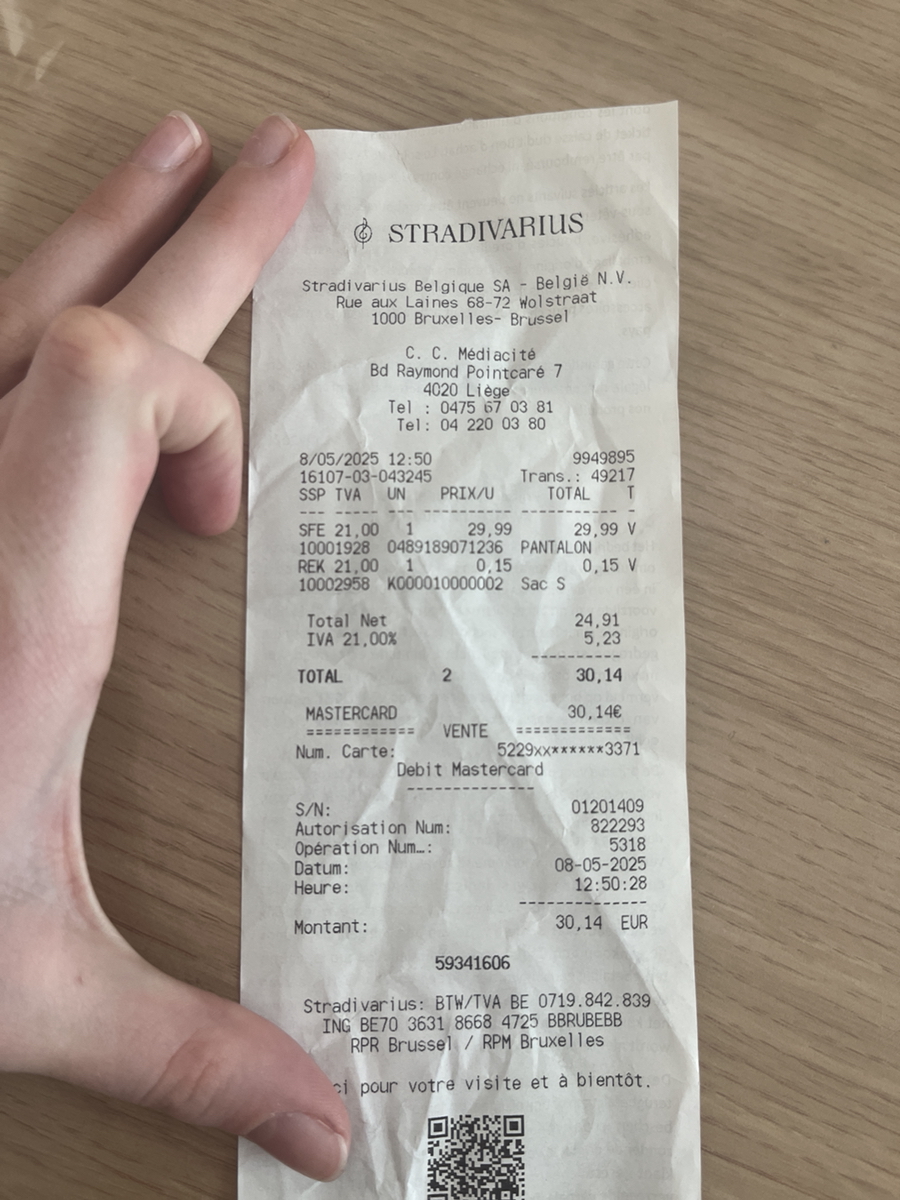 STRADIVARIUS
Stradivarius Belgique SA - België N.V.
Rue aux Laines 68-72 Wolstraat
1000 Bruxelles- Brussel
C. C. Médiacité
Bd Raymond Pointcaré 7
4020 Liège
Tel : 0475 67 03 81
Tel: 04 220 03 80
8/05/2025 12:50 9949895
16107-03-043245 Trans.: 49217
SSP TVA UN PRIX/U TOTAL T
--- ----- --- ---------- ----------- -
SFE 21,00 1 29,99 29,99 V
10001928 0489189071236 PANTALON
REK 21,00 1 0,15 0,15 V
10002958 K000010000002 Sac S
Total Net 24,91
IVA 21,00% 5,23
----------
TOTAL 2 30,14
MASTERCARD 30,14€
============ VENTE =============
Num. Carte: 5229xx******3371
Debit Mastercard
--------------
S/N: 01201409
Autorisation Num: 822293
Opération Num…: 5318
Datum: 08-05-2025
Heure: 12:50:28
--------------
Montant: 30,14 EUR
59341606
Stradivarius: BTW/TVA BE 0719.842.839
ING BE70 3631 8668 4725 BBRUBEBB
RPR Brussel / RPM Bruxelles
ci pour votre visite et à bientôt.